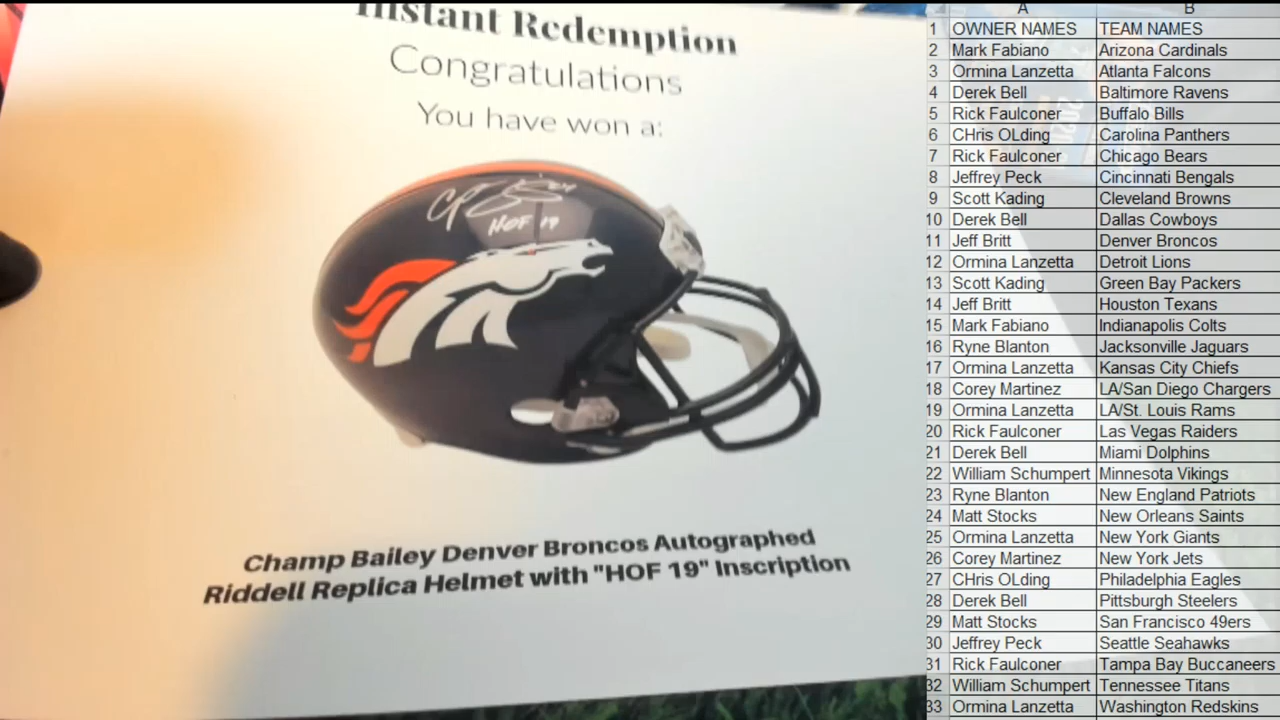 Instant Redemption
Congratulations
You have won a:
HOF 19
Champ Bailey Denver Broncos Autographed
Riddell Replica Helmet with "HOF 19" Inscription
A B
1 OWNER NAMES TEAM NAMES
2 Mark Fabiano Arizona Cardinals
3 Ormina Lanzetta Atlanta Falcons
4 Derek Bell Baltimore Ravens
5 Rick Faulconer Buffalo Bills
6 CHris OLding Carolina Panthers
7 Rick Faulconer Chicago Bears
8 Jeffrey Peck Cincinnati Bengals
9 Scott Kading Cleveland Browns
10 Derek Bell Dallas Cowboys
11 Jeff Britt Denver Broncos
12 Ormina Lanzetta Detroit Lions
13 Scott Kading Green Bay Packers
14 Jeff Britt Houston Texans
15 Mark Fabiano Indianapolis Colts
16 Ryne Blanton Jacksonville Jaguars
17 Ormina Lanzetta Kansas City Chiefs
18 Corey Martinez LA/San Diego Chargers
19 Ormina Lanzetta LA/St. Louis Rams
20 Rick Faulconer Las Vegas Raiders
21 Derek Bell Miami Dolphins
22 William Schumpert Minnesota Vikings
23 Ryne Blanton New England Patriots
24 Matt Stocks New Orleans Saints
25 Ormina Lanzetta New York Giants
26 Corey Martinez New York Jets
27 CHris OLding Philadelphia Eagles
28 Derek Bell Pittsburgh Steelers
29 Matt Stocks San Francisco 49ers
30 Jeffrey Peck Seattle Seahawks
31 Rick Faulconer Tampa Bay Buccaneers
32 William Schumpert Tennessee Titans
33 Ormina Lanzetta Washington Redskins